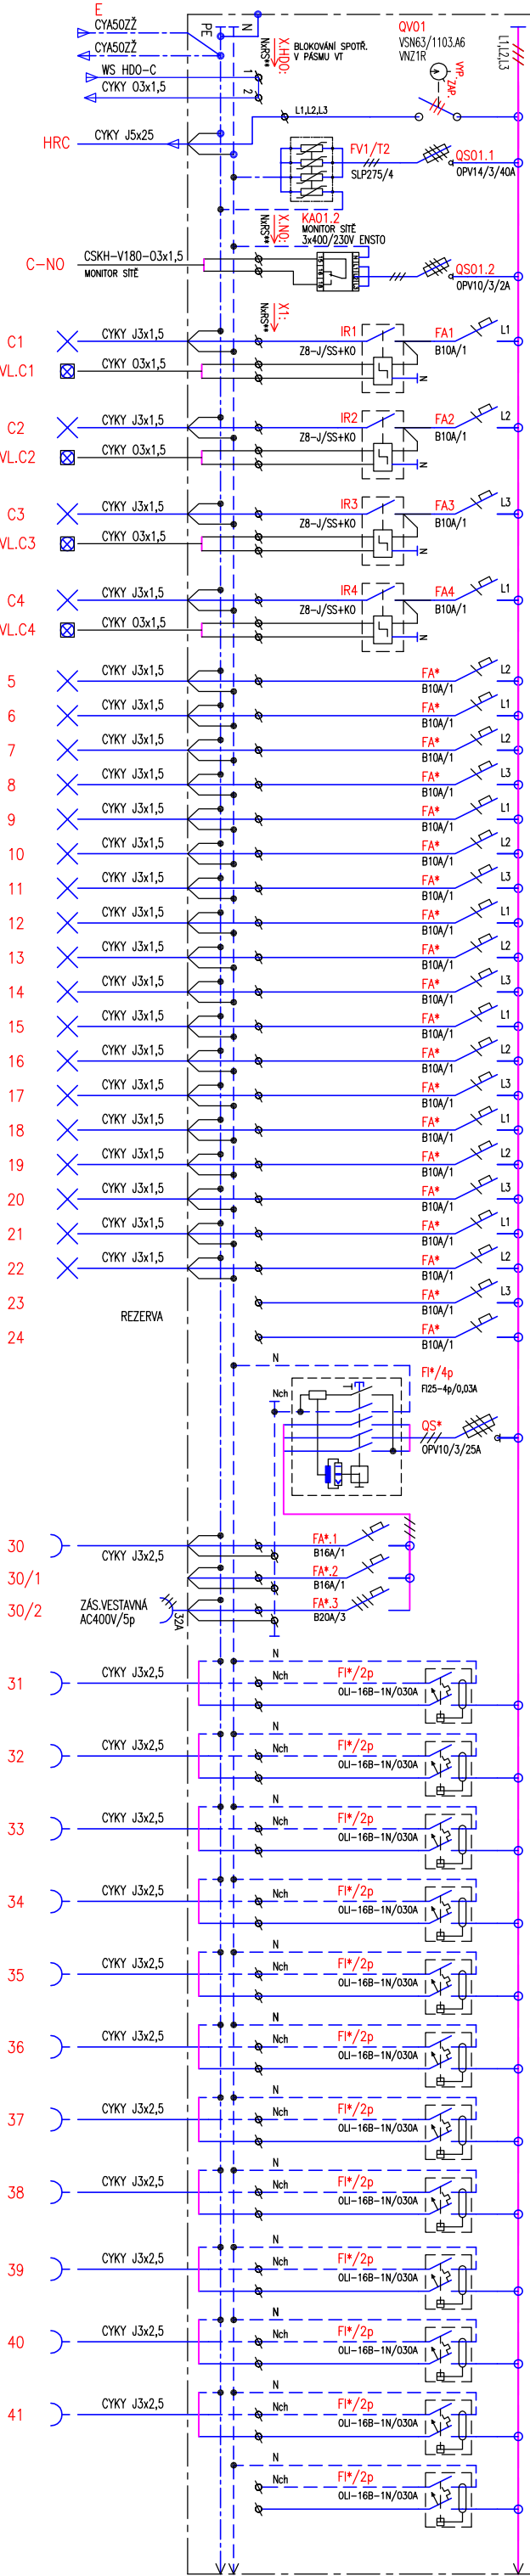 E
CYA50ZŽ
CYA50ZŽ
WS HDO-C
CYKY O3x1,5
PE
N
X.HDO:
NxRS**
1
2
BLOKOVÁNÍ SPOTŘ.
V PÁSMU VT
QV01
VSN63/1103.A6
VNZ1R
VYP.
ZAP.
L1,L2,L3
L1,L2,L3
HRC
CYKY J5x25
FV1/T2
SLP275/4
QS01.1
OPV14/3/40A
X.NO:
NxRS**
KA01.2
MONITOR SÍTĚ
3x400/230V ENSTO
C-NO
CSKH-V180-O3x1,5
MONITOR SÍTĚ
QS01.2
OPV10/3/2A
X1:
NxRS**
C1
CYKY J3x1,5
IR1
Z8-J/SS+KO
FA1
B10A/1
L1
VL.C1
CYKY O3x1,5
N
C2
CYKY J3x1,5
IR2
Z8-J/SS+KO
FA2
B10A/1
L2
VL.C2
CYKY O3x1,5
N
C3
CYKY J3x1,5
IR3
Z8-J/SS+KO
FA3
B10A/1
L3
VL.C3
CYKY O3x1,5
N
C4
CYKY J3x1,5
IR4
Z8-J/SS+KO
FA4
B10A/1
L1
VL.C4
CYKY O3x1,5
N
5
CYKY J3x1,5
FA*
B10A/1
L2
6
CYKY J3x1,5
FA*
B10A/1
L1
7
CYKY J3x1,5
FA*
B10A/1
L2
8
CYKY J3x1,5
FA*
B10A/1
L3
9
CYKY J3x1,5
FA*
B10A/1
L1
10
CYKY J3x1,5
FA*
B10A/1
L2
11
CYKY J3x1,5
FA*
B10A/1
L3
12
CYKY J3x1,5
FA*
B10A/1
L1
13
CYKY J3x1,5
FA*
B10A/1
L2
14
CYKY J3x1,5
FA*
B10A/1
L3
15
CYKY J3x1,5
FA*
B10A/1
L1
16
CYKY J3x1,5
FA*
B10A/1
L2
17
CYKY J3x1,5
FA*
B10A/1
L3
18
CYKY J3x1,5
FA*
B10A/1
L1
19
CYKY J3x1,5
FA*
B10A/1
L2
20
CYKY J3x1,5
FA*
B10A/1
L3
21
CYKY J3x1,5
FA*
B10A/1
L1
22
CYKY J3x1,5
FA*
B10A/1
L2
23
FA*
B10A/1
L3
REZERVA
24
FA*
B10A/1
N
FI*/4p
FI25-4p/0,03A
Nch
T
QS*
OPV10/3/25A
30
CYKY J3x2,5
FA*.1
B16A/1
30/1
FA*.2
B16A/1
30/2
ZÁS.VESTAVNÁ
AC400V/5p
32A
FA*.3
B20A/3
N
31
CYKY J3x2,5
Nch
FI*/2p
OLI-16B-1N/030A
N
32
CYKY J3x2,5
Nch
FI*/2p
OLI-16B-1N/030A
N
33
CYKY J3x2,5
Nch
FI*/2p
OLI-16B-1N/030A
N
34
CYKY J3x2,5
Nch
FI*/2p
OLI-16B-1N/030A
N
35
CYKY J3x2,5
Nch
FI*/2p
OLI-16B-1N/030A
N
36
CYKY J3x2,5
Nch
FI*/2p
OLI-16B-1N/030A
N
37
CYKY J3x2,5
Nch
FI*/2p
OLI-16B-1N/030A
N
38
CYKY J3x2,5
Nch
FI*/2p
OLI-16B-1N/030A
N
39
CYKY J3x2,5
Nch
FI*/2p
OLI-16B-1N/030A
N
40
CYKY J3x2,5
Nch
FI*/2p
OLI-16B-1N/030A
N
41
CYKY J3x2,5
Nch
FI*/2p
OLI-16B-1N/030A
N
Nch
FI*/2p
OLI-16B-1N/030A